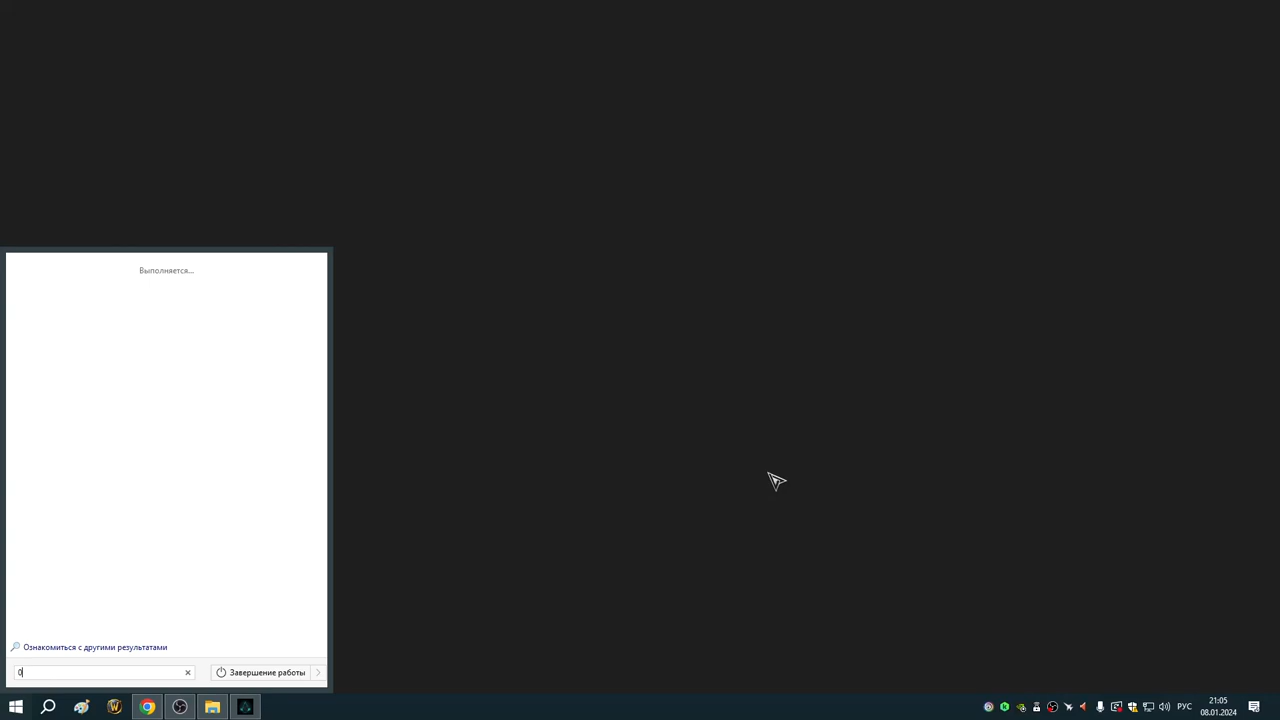 Выполняется...
Ознакомиться с другими результатами
0
Завершение работы
РУС
21:05
08.01.2024